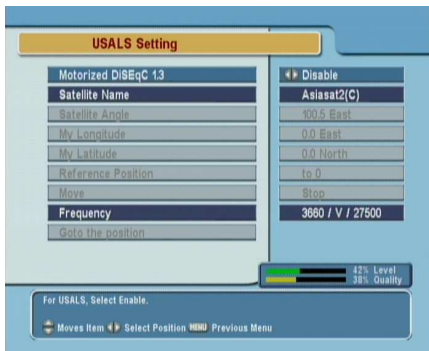 USALS Setting
Motorized DiSEqC 1.3 Disable
Satellite Name Asiasat2(C)
Satellite Angle 100.5 East
My Longitude 0.0 East
My Latitude 0.0 North
Reference Position to 0
Move Stop
Frequency 3660 / V / 27500
Goto the position
42% Level
38% Quality
For USALS, Select Enable.
Moves Item Select Position MENU Previous Menu